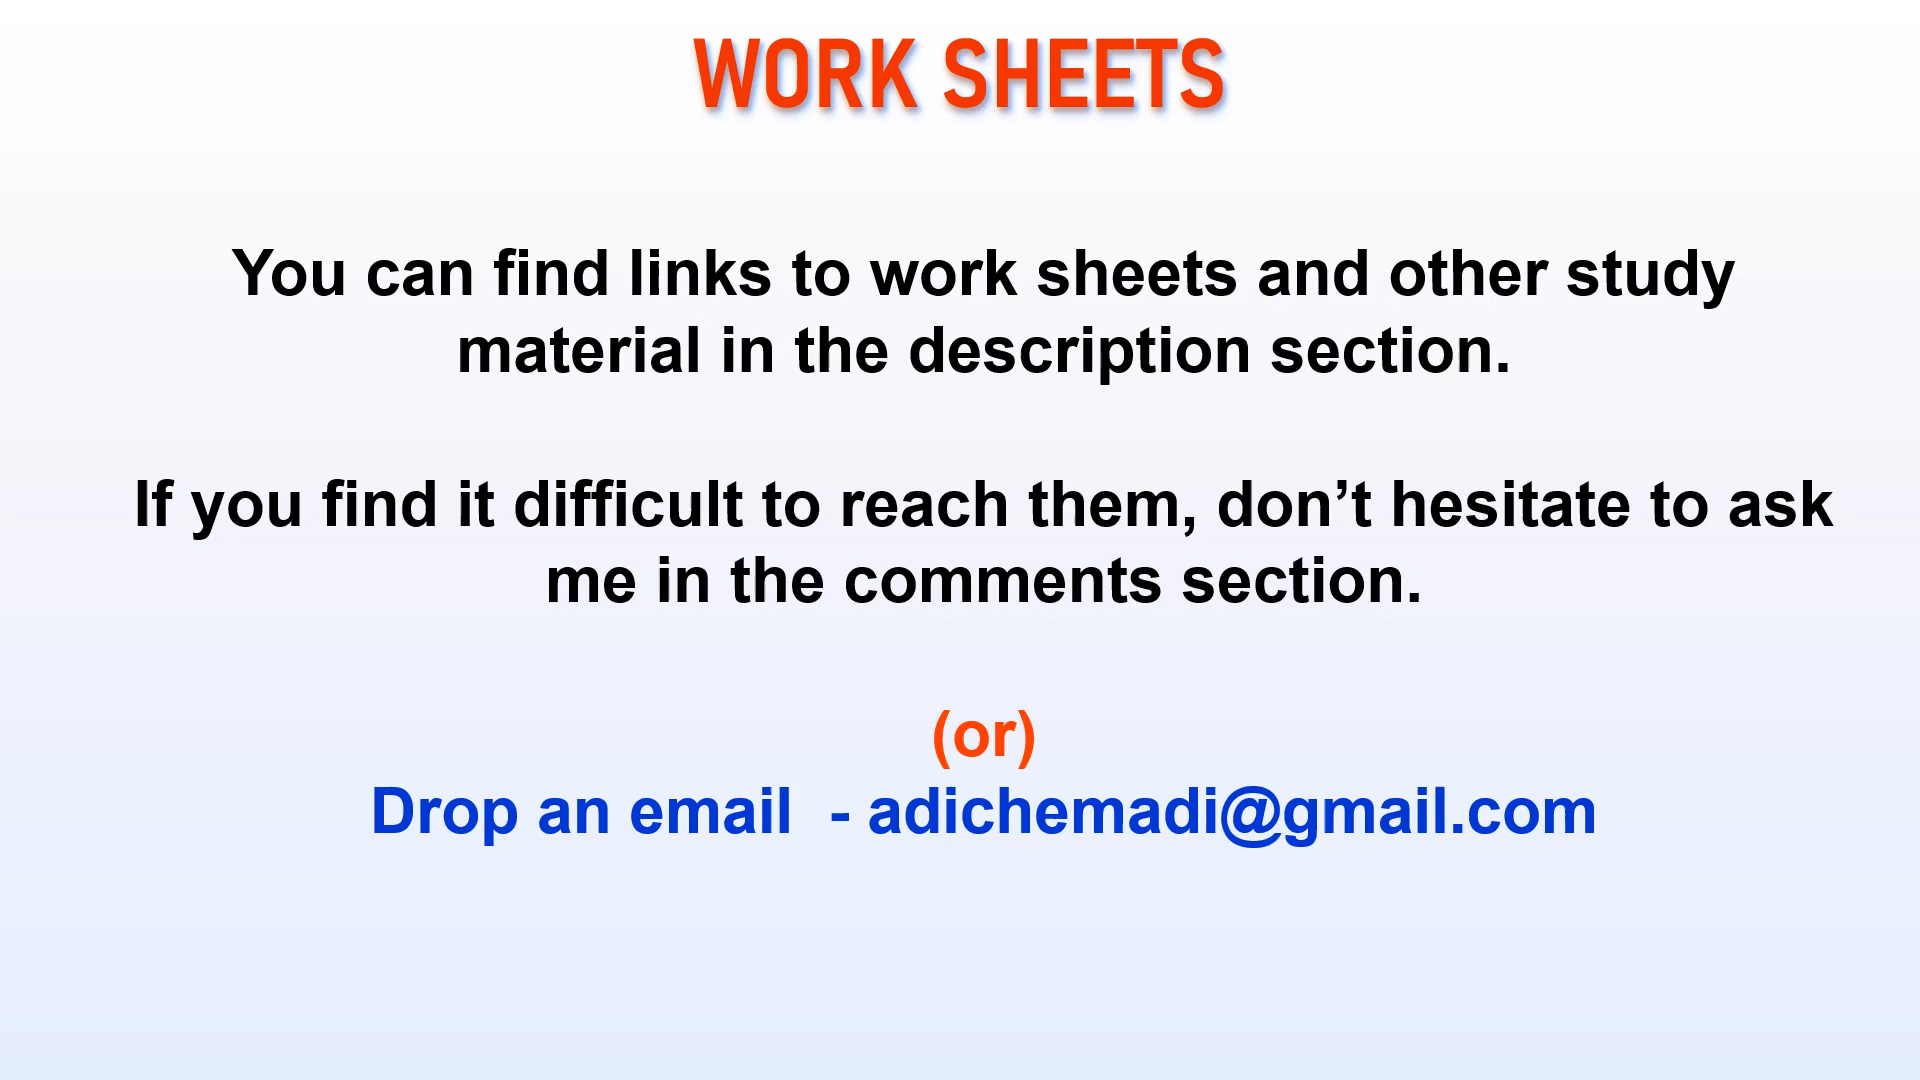 WORK SHEETS
You can find links to work sheets and other study
material in the description section.
If you find it difficult to reach them, don’t hesitate to ask
me in the comments section.
(or)
Drop an email  - adichemadi@gmail.com